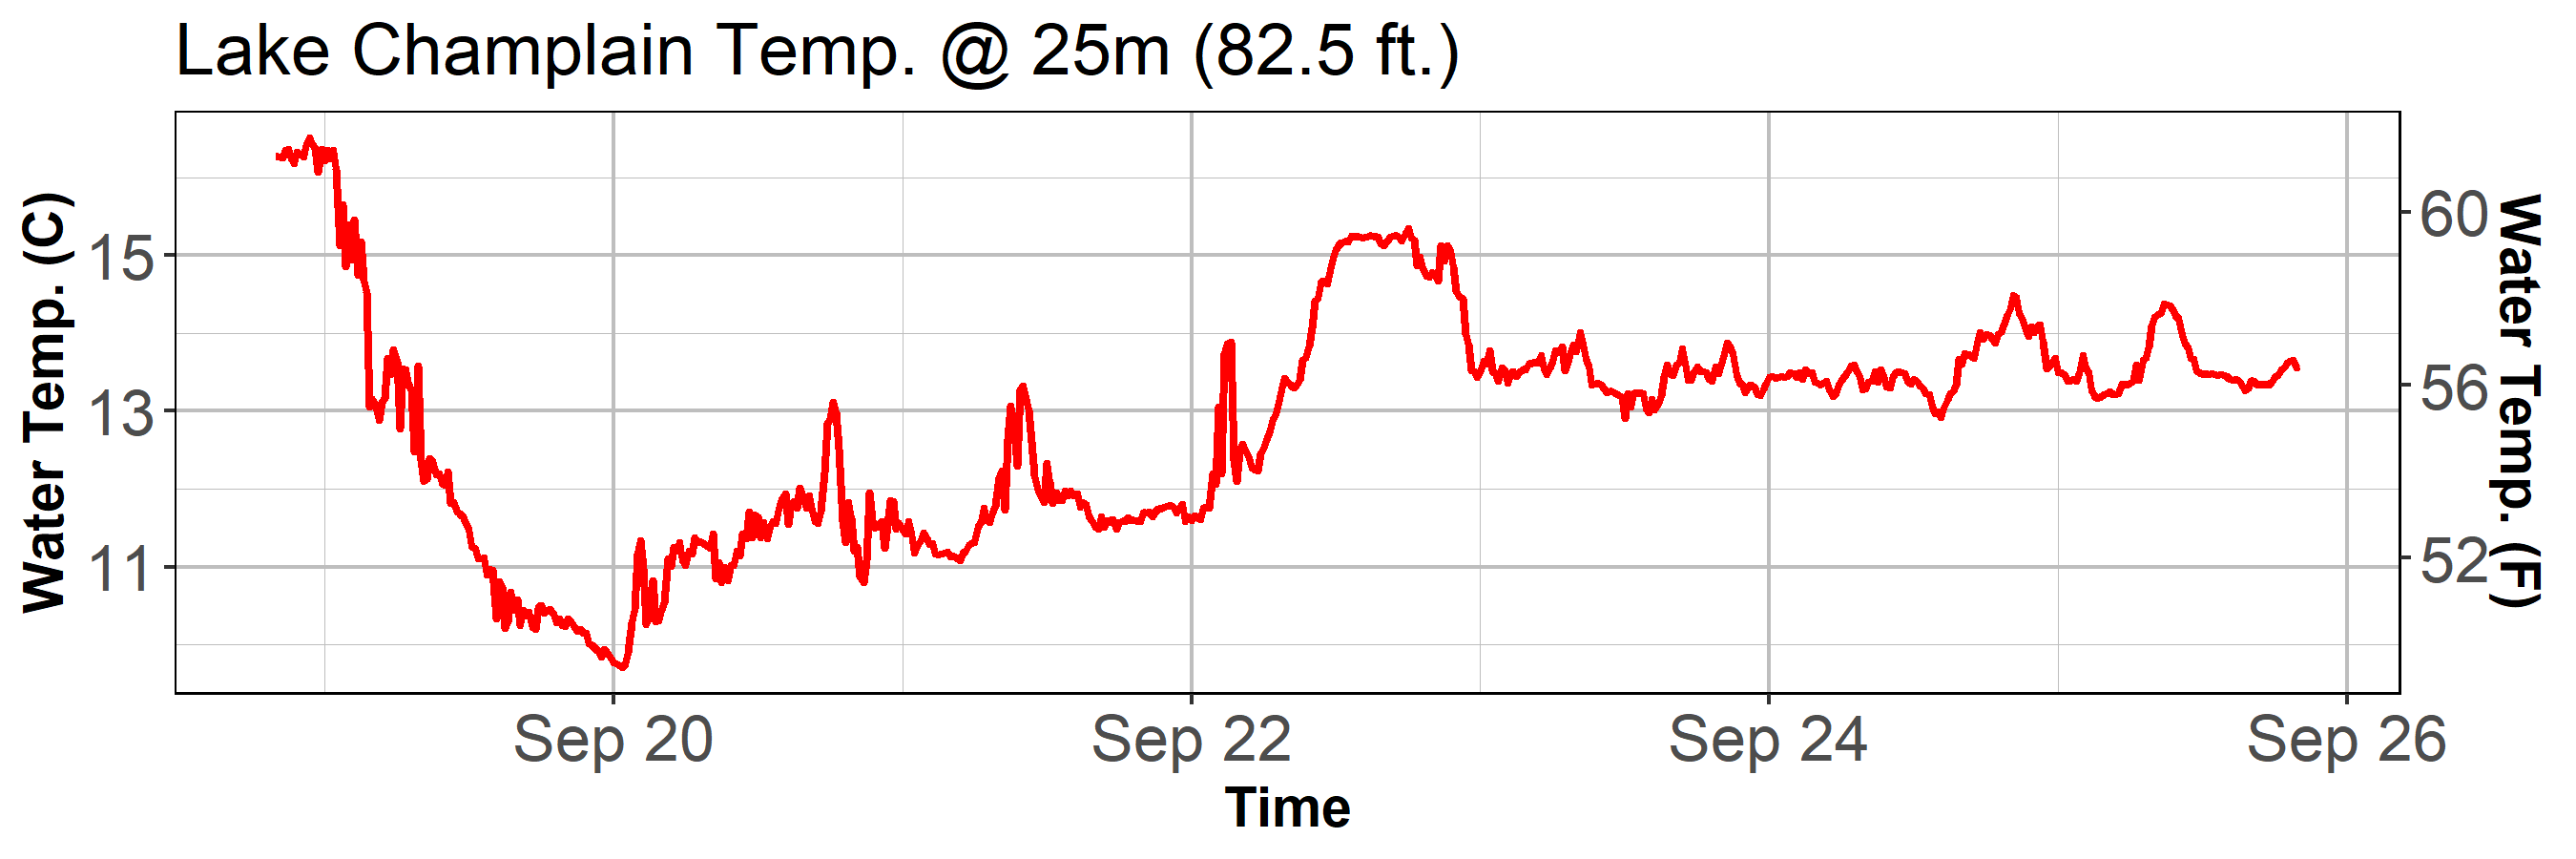 Lake Champlain Temp. @ 25m (82.5 ft.)
Water Temp. (C)
15
13
11
60
56
52
Water Temp. (F)
Sep 20
Sep 22
Sep 24
Sep 26
Time